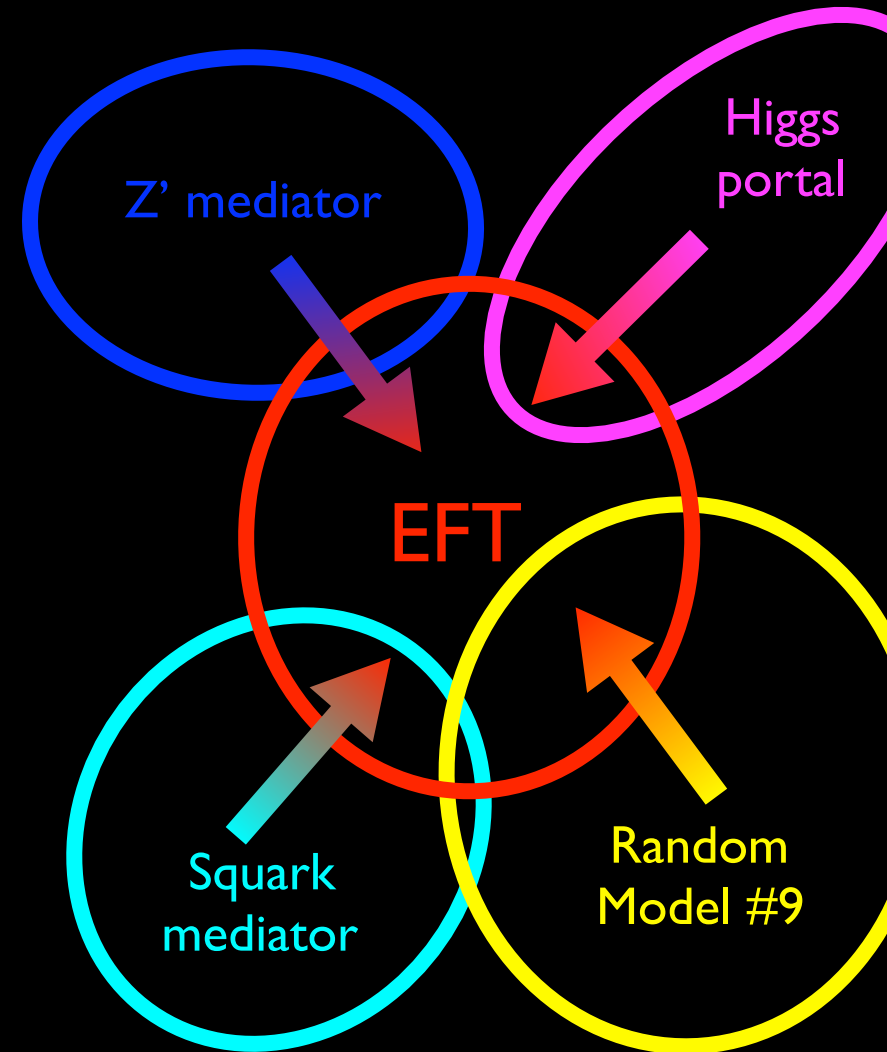 Higgs
portal
Z’ mediator
EFT
Squark
mediator
Random
Model #9